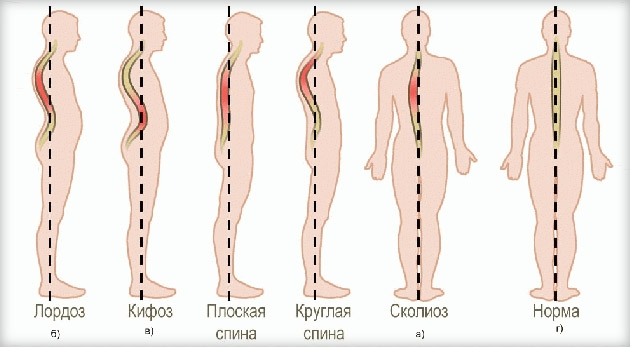 Лордоз
б)
Кифоз
в)
Плоская
спина
Круглая
спина
Сколиоз
а)
Норма
г)